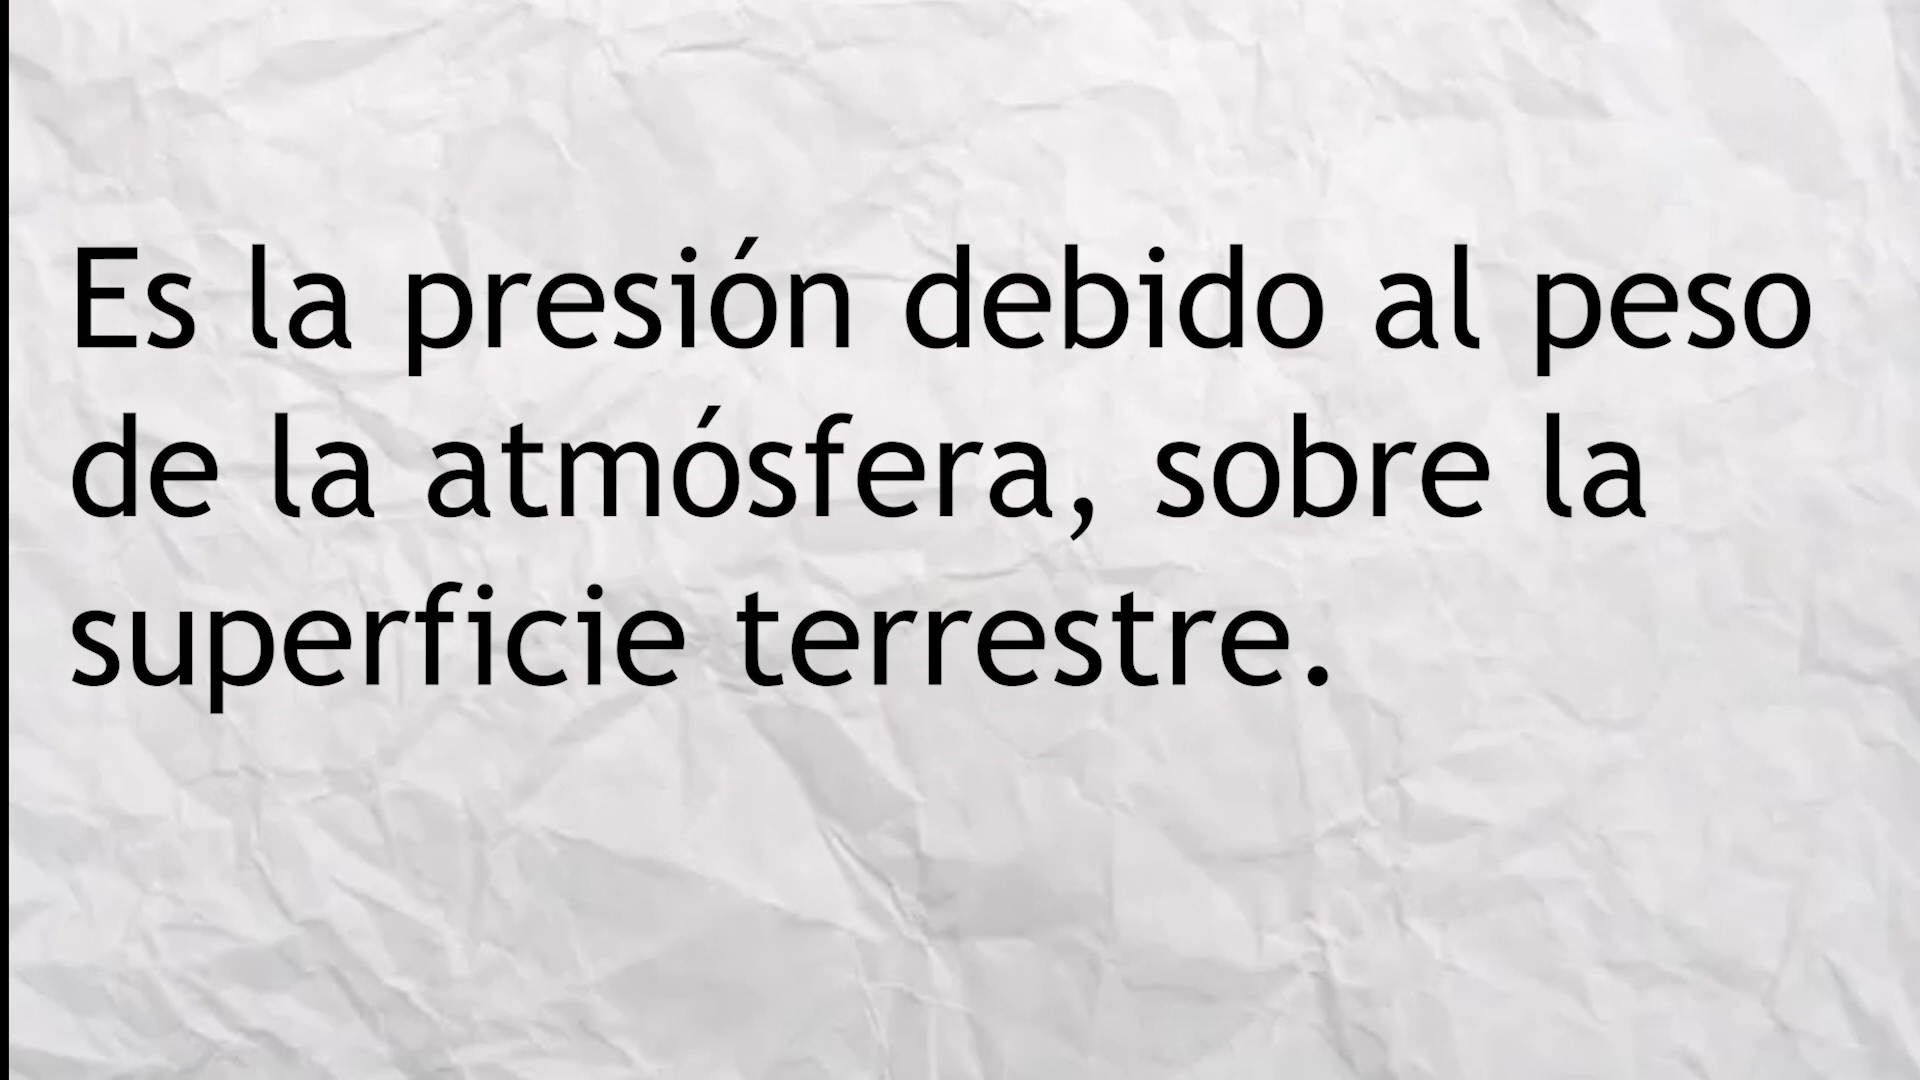 Es la presión debido al peso
de la atmósfera, sobre la
superficie terrestre.